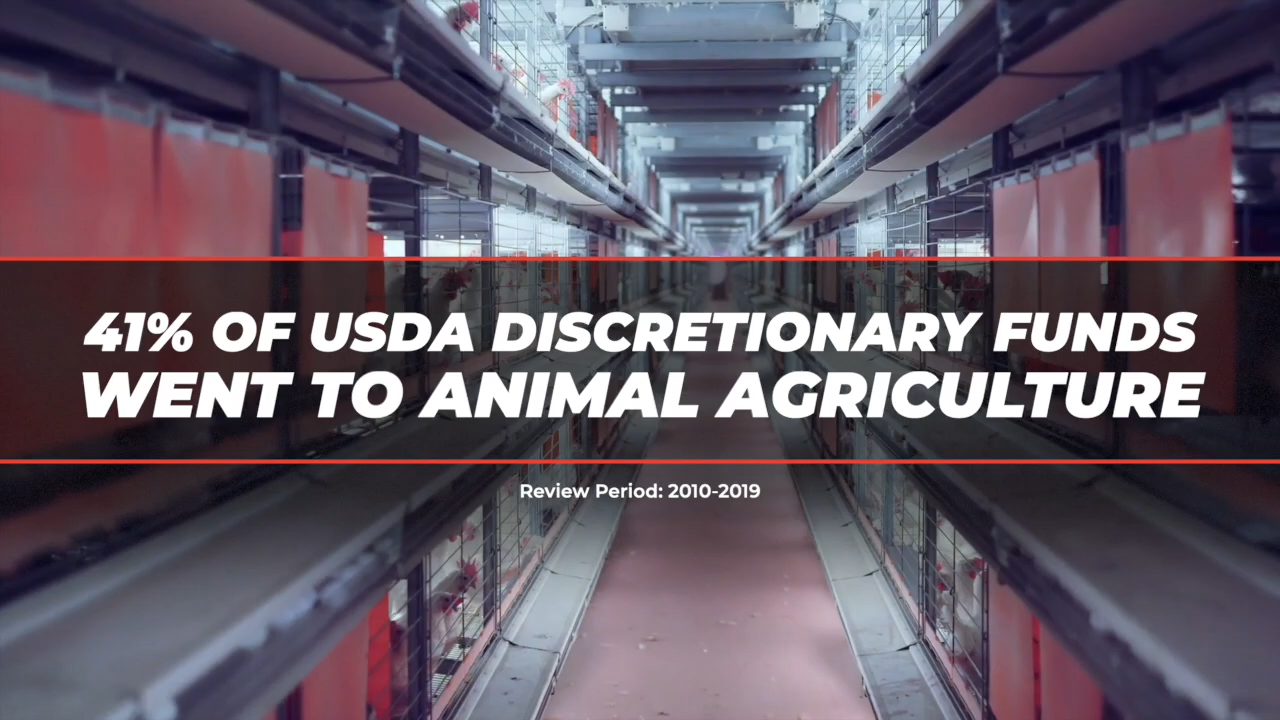 41% OF USDA DISCRETIONARY FUNDS
WENT TO ANIMAL AGRICULTURE
Review Period: 2010-2019